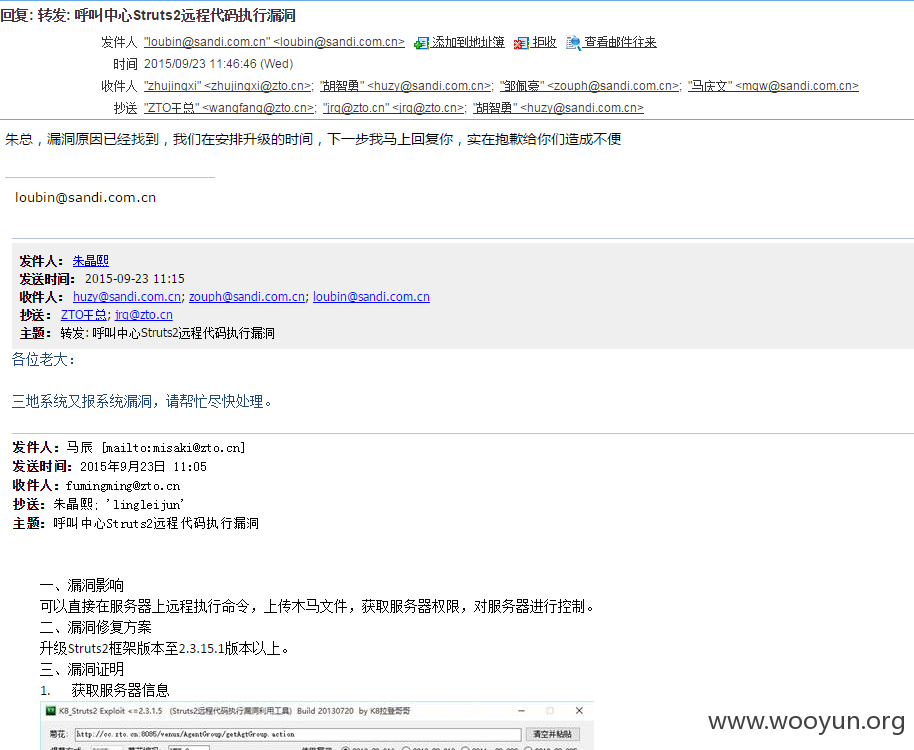 回复: 转发: 呼叫中心Struts2远程代码执行漏洞
发件人 "loubin@sandi.com.cn" <loubin@sandi.com.cn> 添加到地址簿 拒收 查看邮件往来
时间 2015/09/23 11:46:46 (Wed)
收件人 "zhujingxi" <zhujingxi@zto.cn>; "胡智勇" <huzy@sandi.com.cn>; "邹佩豪" <zouph@sandi.com.cn>; "马庆文" <mqw@sandi.com.cn>
抄送 "ZTO王总" <wangfang@zto.cn>; "jrq@zto.cn" <jrq@zto.cn>; "胡智勇" <huzy@sandi.com.cn>
朱总，漏洞原因已经找到，我们在安排升级的时间，下一步我马上回复你，实在抱歉给你们造成不便
loubin@sandi.com.cn
发件人： 朱晶熙
发送时间： 2015-09-23 11:15
收件人： huzy@sandi.com.cn; zouph@sandi.com.cn; loubin@sandi.com.cn
抄送： ZTO王总; jrq@zto.cn
主题： 转发: 呼叫中心Struts2远程代码执行漏洞
各位老大：
三地系统又报系统漏洞，请帮忙尽快处理。
发件人: 马辰 [mailto:misaki@zto.cn]
发送时间: 2015年9月23日 11:05
收件人: fumingming@zto.cn
抄送: 朱晶熙; 'lingleijun'
主题: 呼叫中心Struts2远程代码执行漏洞
一、漏洞影响
可以直接在服务器上远程执行命令，上传木马文件，获取服务器权限，对服务器进行控制。
二、漏洞修复方案
升级Struts2框架版本至2.3.15.1版本以上。
三、漏洞证明
1. 获取服务器信息
K8_Struts2 Exploit <=2.3.1.5 (Struts2远程代码执行漏洞利用工具) Build 20130720 by K8拉登哥哥
菊花: http://cc.zto.cn:8085/venus/AgentGroup/getAgtGroup.action 清空并粘贴
www.wooyun.org